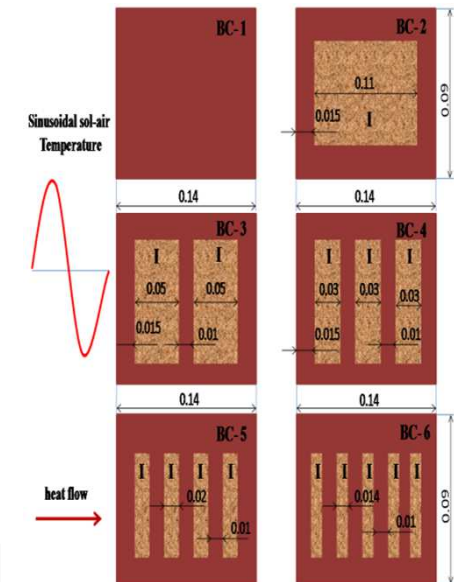 BC-1
BC-2
0.11
0.015
I
0.09
Sinusoidal sol-air
Temperature
0.14
0.14
BC-3
BC-4
I I
I I I
0.05 0.05
0.03 0.03 0.03
0.015 0.01
0.015 0.01
0.14
0.14
BC-5
BC-6
I I I I
I I I I I
0.02
0.01
0.014
0.01
0.09
heat flow